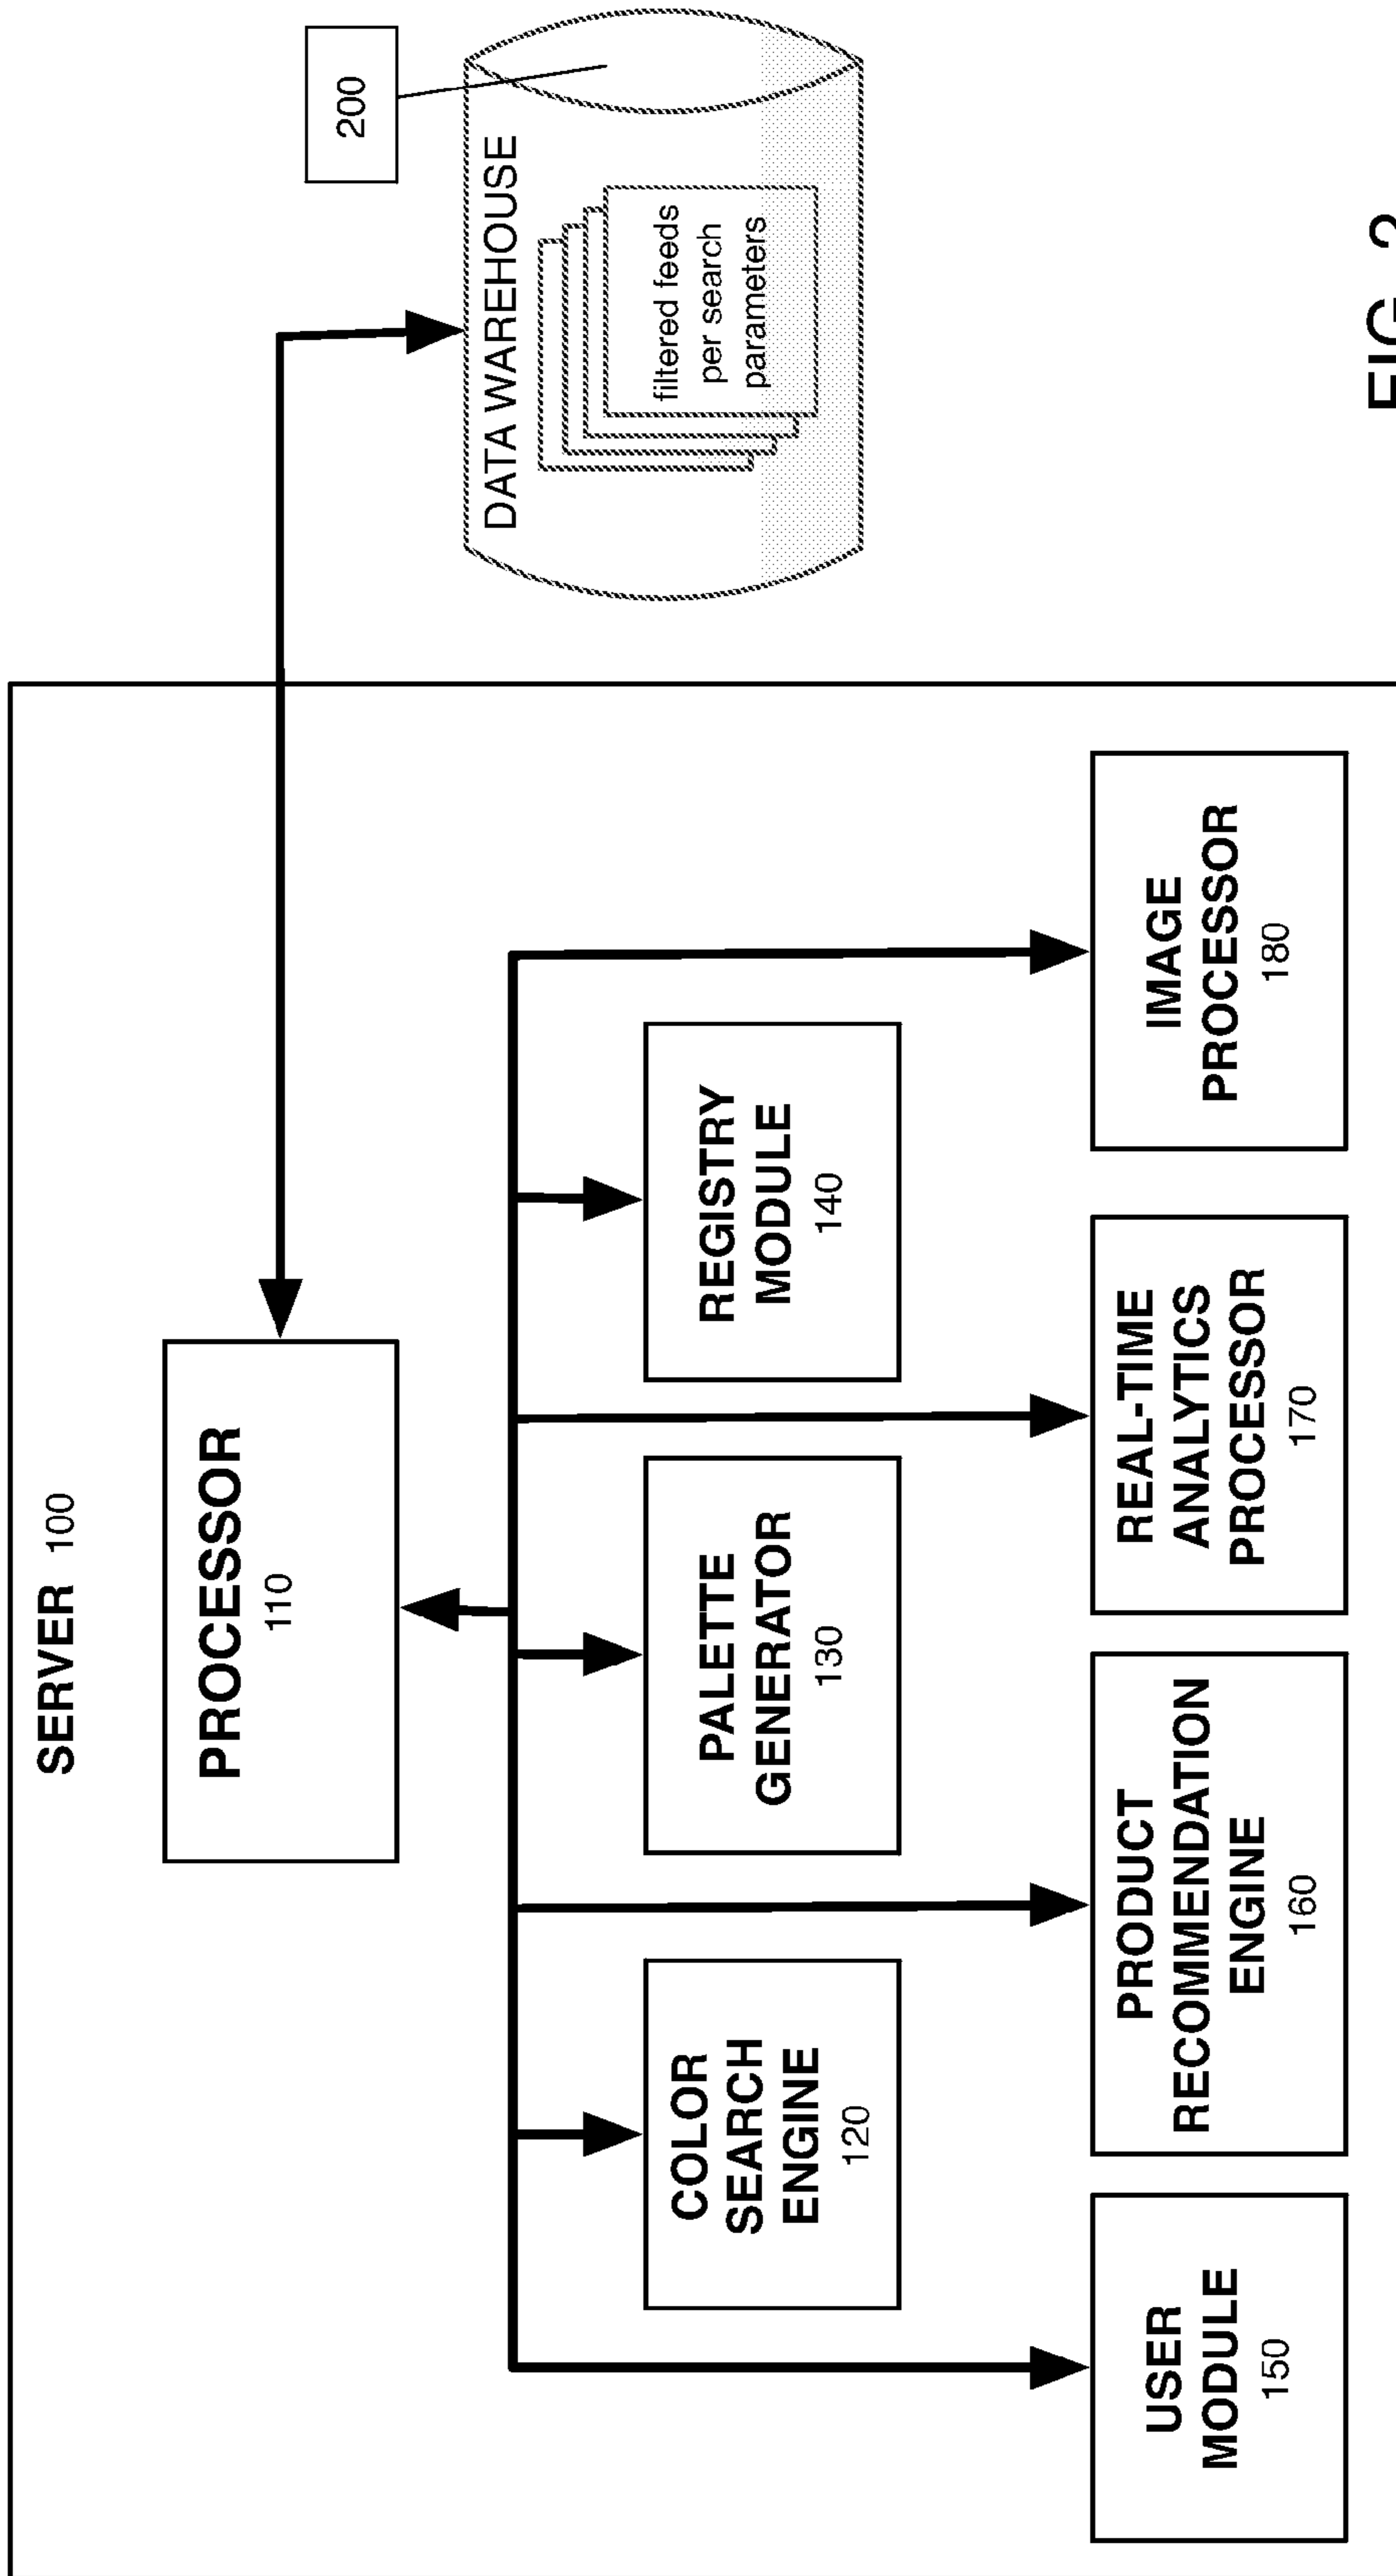 SERVER 100
PROCESSOR
110
200
DATA WAREHOUSE
filtered feeds
per search
parameters
COLOR
SEARCH
ENGINE
120
PALETTE
GENERATOR
130
REGISTRY
MODULE
140
USER
MODULE
150
PRODUCT
RECOMMENDATION
ENGINE
160
REAL-TIME
ANALYTICS
PROCESSOR
170
IMAGE
PROCESSOR
180
FIG. 2